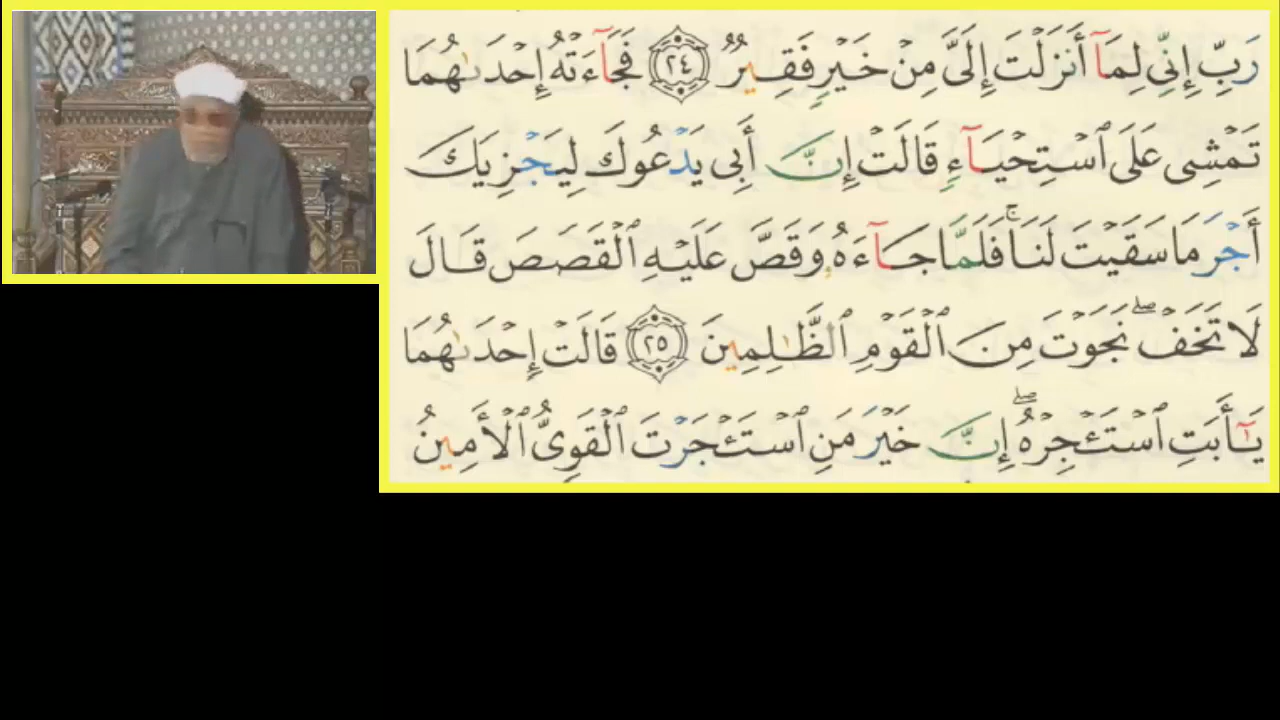 رَبِّ إِنِّي لِمَآ أَنزَلْتَ إِلَىَّ مِنْ خَيْرٍ فَقِيرٌ ٢٤ فَجَآءَتْهُ إِحْدَىٰهُمَا
تَمْشِى عَلَى ٱسْتِحْيَآءٍ قَالَتْ إِنَّ أَبِى يَدْعُوكَ لِيَجْزِيَكَ
أَجْرَ مَا سَقَيْتَ لَنَا ۚ فَلَمَّا جَآءَهُۥ وَقَصَّ عَلَيْهِ ٱلْقَصَصَ قَالَ
لَا تَخَفْ ۖ نَجَوْتَ مِنَ ٱلْقَوْمِ ٱلظَّٰلِمِينَ ٢٥ قَالَتْ إِحْدَىٰهُمَا
يَٰٓأَبَتِ ٱسْتَـْٔجِرْهُ ۖ إِنَّ خَيْرَ مَنِ ٱسْتَـْٔجَرْتَ ٱلْقَوِىُّ ٱلْأَمِينُ